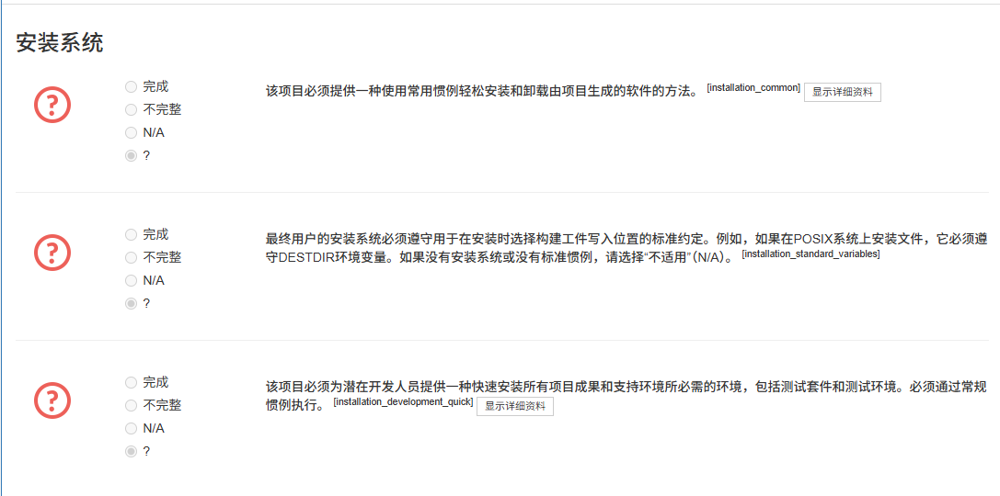 安装系统
完成
不完整
N/A
?
该项目必须提供一种使用常用惯例轻松安装和卸载由项目生成的软件的方法。 [installation_common] 显示详细资料
完成
不完整
N/A
?
最终用户的安装系统必须遵守用于在安装时选择构建工件写入位置的标准约定。例如，如果在POSIX系统上安装文件，它必须遵
守DESTDIR环境变量。如果没有安装系统或没有标准惯例，请选择“不适用”（N/A）。 [installation_standard_variables]
完成
不完整
N/A
?
该项目必须为潜在开发人员提供一种快速安装所有项目成果和支持环境所必需的环境，包括测试套件和测试环境。必须通过常规
惯例执行。 [installation_development_quick] 显示详细资料